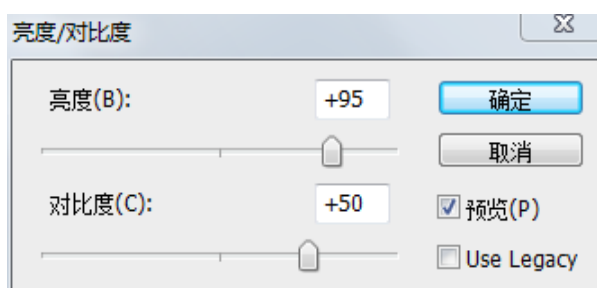 亮度/对比度
亮度(B): +95 确定
取消
对比度(C): +50 预览(P)
Use Legacy